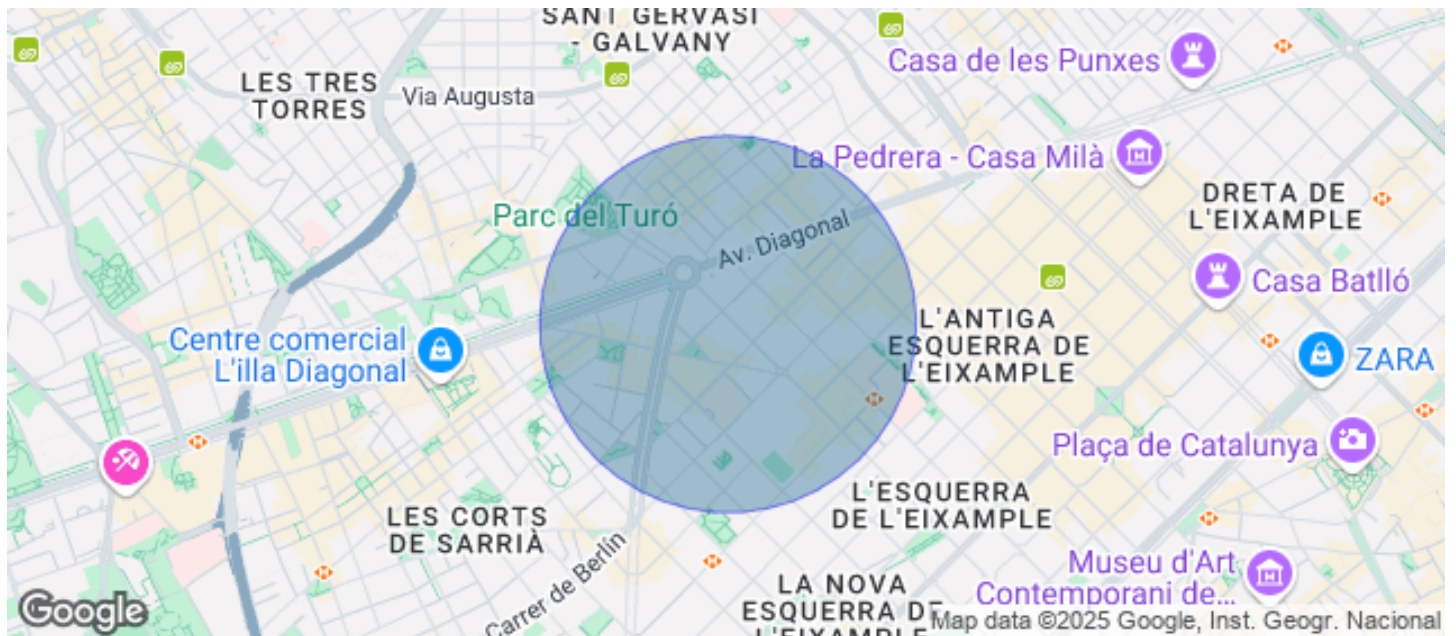 SANT GERVASI
- GALVANY
Casa de les Punxes
LES TRES
TORRES
Via Augusta
La Pedrera - Casa Milà
DRETA DE
L'EIXAMPLE
Parc del Turó
Av. Diagonal
Casa Batlló
Centre comercial
L'illa Diagonal
L'ANTIGA
ESQUERRA DE
L'EIXAMPLE
ZARA
Plaça de Catalunya
L'ESQUERRA
DE L'EIXAMPLE
LES CORTS
DE SARRIÀ
Carrer de Berlín
Museu d'Art
Contemporani de...
LA NOVA
ESQUERRA DE
L'EIXAMPLE
Google
Map data ©2025 Google, Inst. Geogr. Nacional